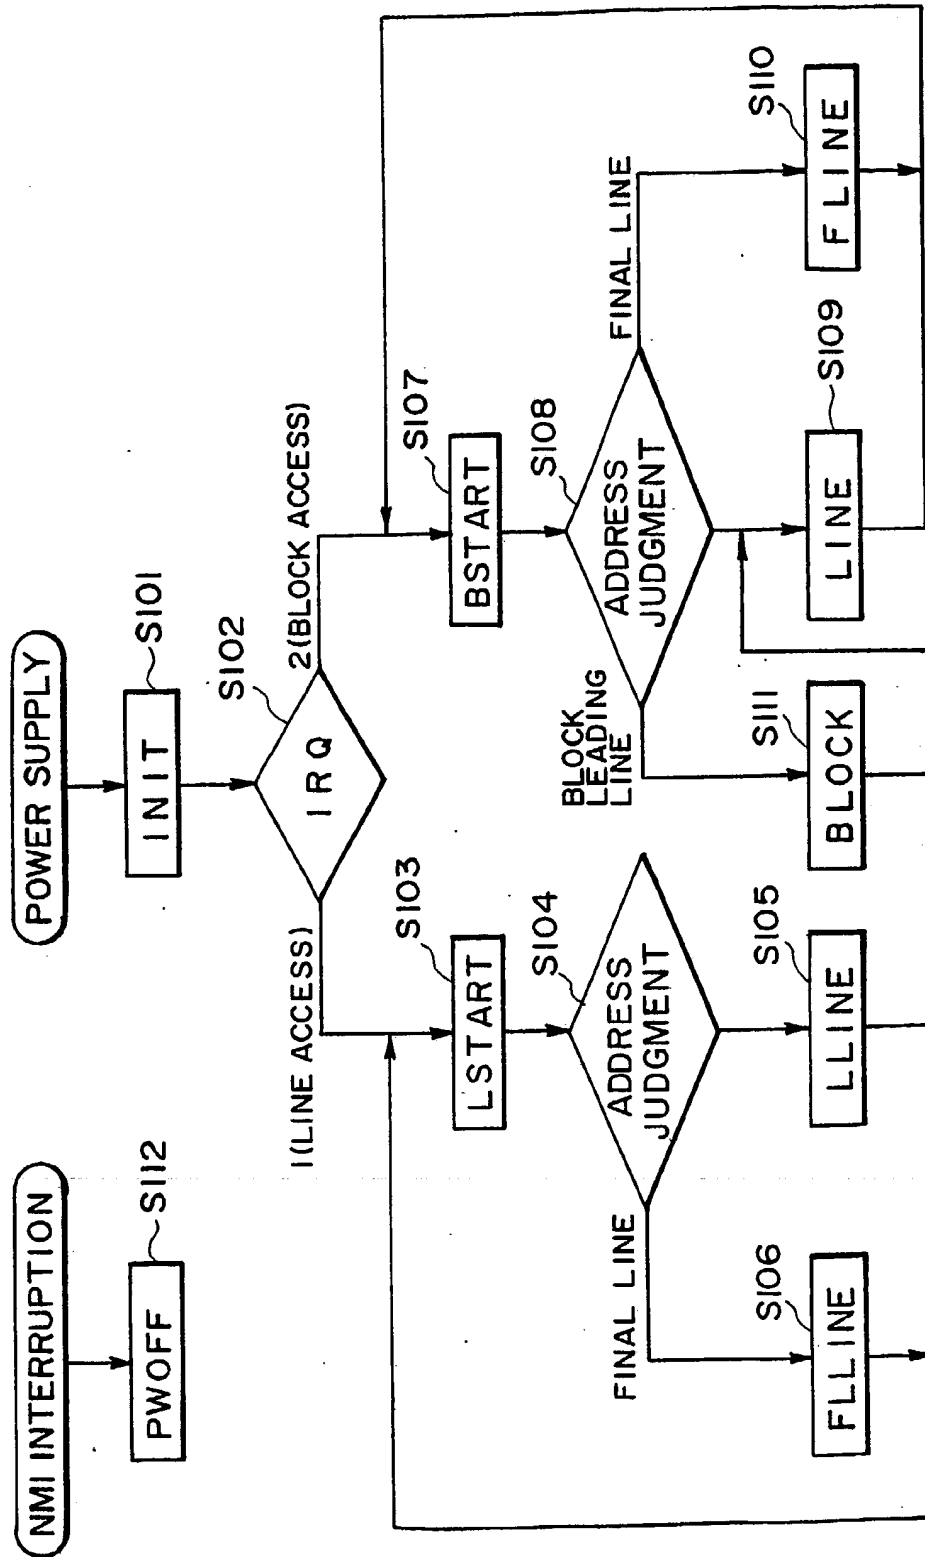 NMI INTERRUPTION
PWOFF
S112
POWER SUPPLY
INIT
S101
IRQ
S102
1(LINE ACCESS)
2(BLOCK ACCESS)
LSTART
S103
ADDRESS
JUDGMENT
S104
FINAL LINE
FLLINE
S106
LLINE
S105
BSTART
S107
ADDRESS
JUDGMENT
S108
BLOCK
LEADING
LINE
FINAL LINE
BLOCK
S111
LINE
S109
FLINE
S110